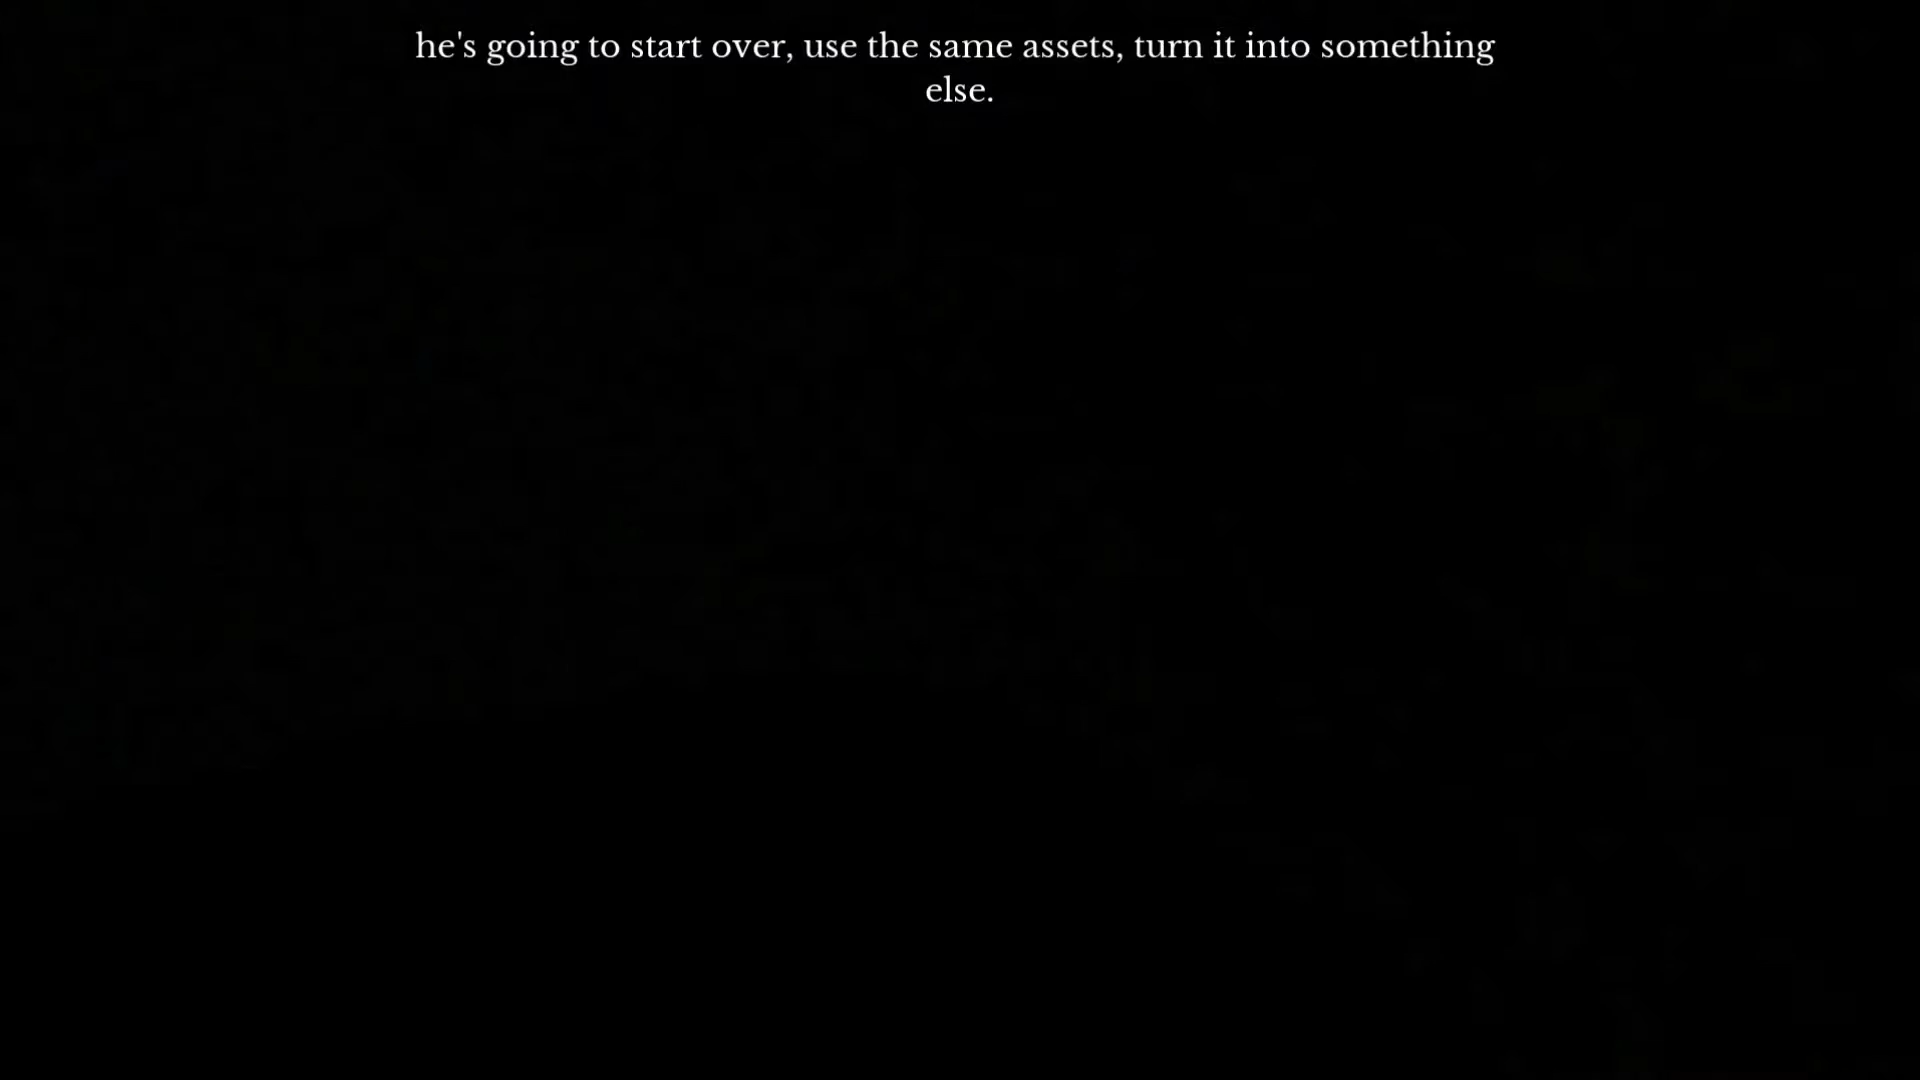 he's going to start over, use the same assets, turn it into something
else.